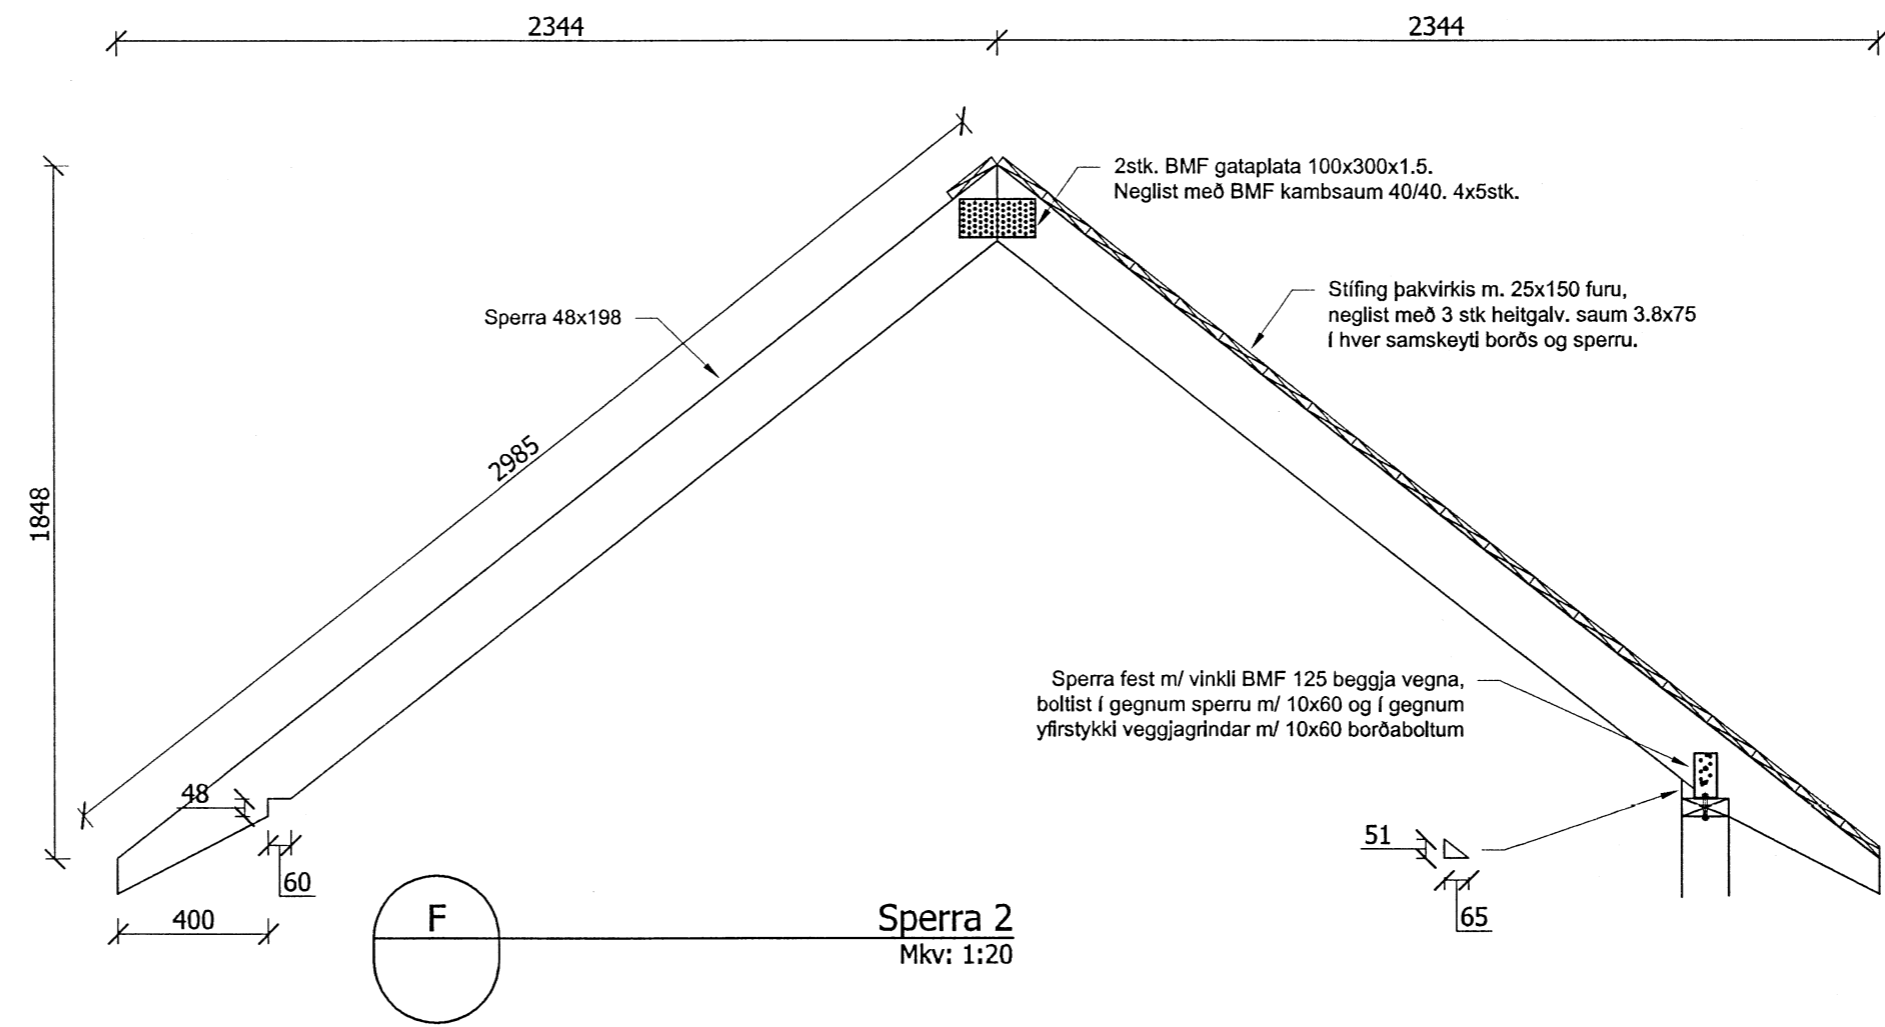 2344
2344
2stk. BMF gataplata 100x300x1.5.
Neglist með BMF kambsaum 40/40. 4x5stk.
Stífing þakvirkis m. 25x150 furu,
neglist með 3 stk heitgalv. saum 3.8x75
í hver samskeyti borðs og sperru.
Sperra 48x198
2985
1848
Sperra fest m/ vinkli BMF 125 beggja vegna,
boltist í gegnum sperru m/ 10x60 og í gegnum
yfirstykki veggjagrindar m/ 10x60 borðaboltum
48
51
60
65
400
F
Sperra 2
Mkv: 1:20